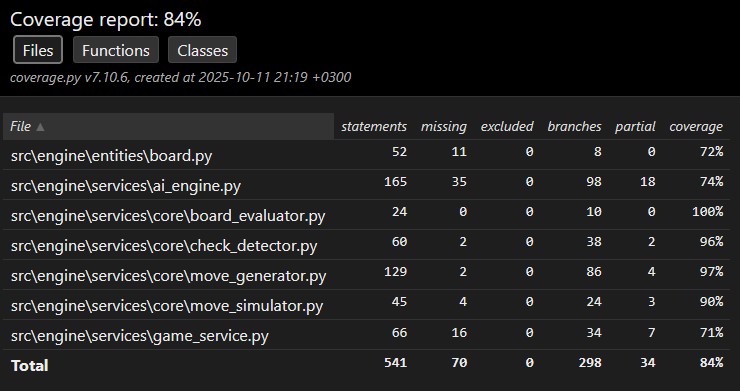 Coverage report: 84%
Files Functions Classes
coverage.py v7.10.6, created at 2025-10-11 21:19 +0300
File ▲ statements missing excluded branches partial coverage
src\engine\entities\board.py 52 11 0 8 0 72%
src\engine\services\ai_engine.py 165 35 0 98 18 74%
src\engine\services\core\board_evaluator.py 24 0 0 10 0 100%
src\engine\services\core\check_detector.py 60 2 0 38 2 96%
src\engine\services\core\move_generator.py 129 2 0 86 4 97%
src\engine\services\core\move_simulator.py 45 4 0 24 3 90%
src\engine\services\game_service.py 66 16 0 34 7 71%
Total 541 70 0 298 34 84%